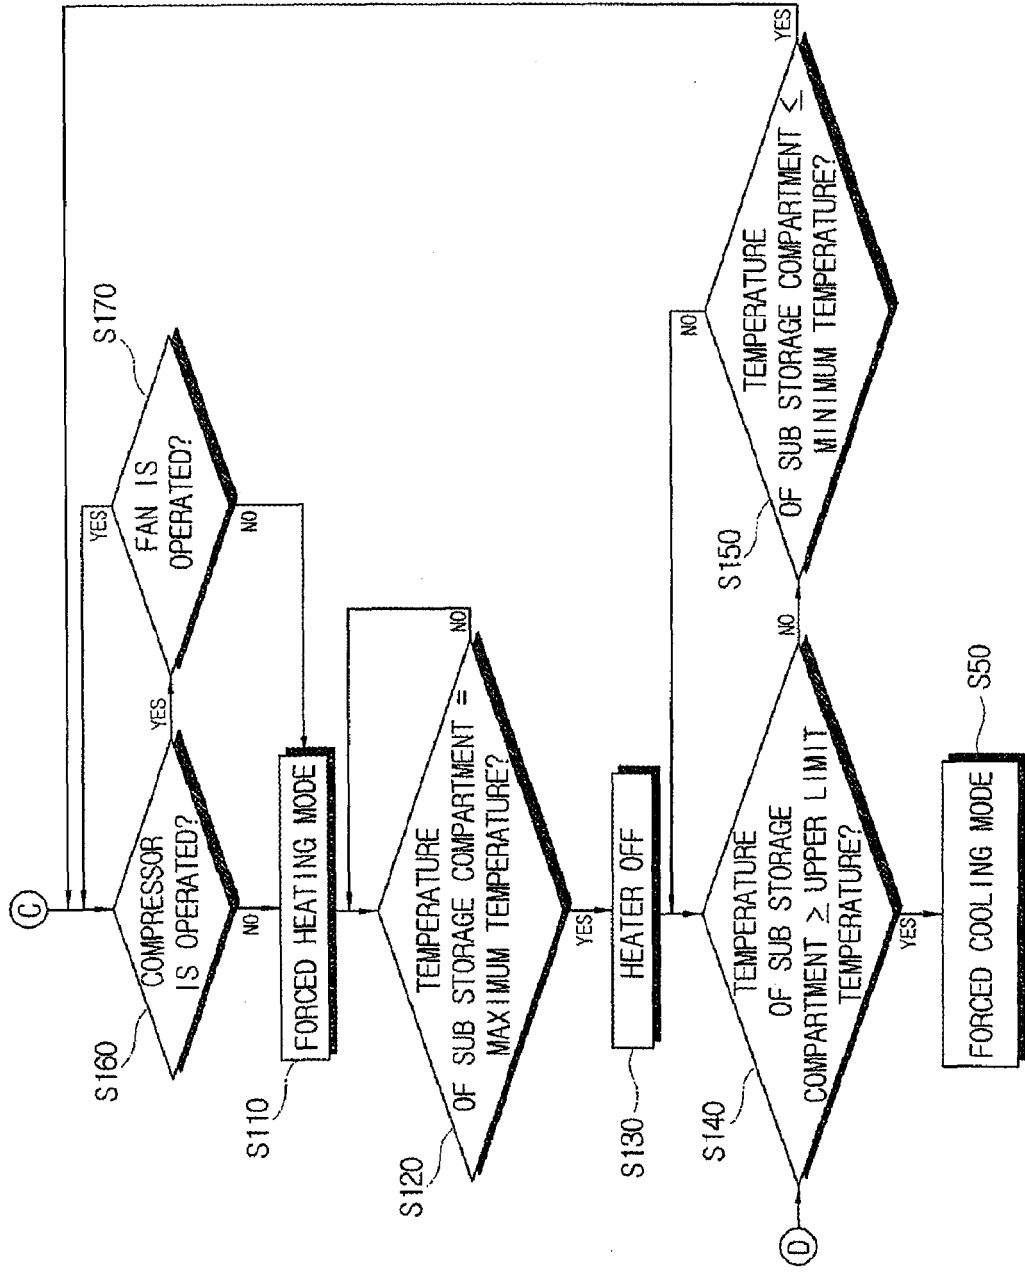 C
COMPRESSOR
IS OPERATED?
S160
YES
NO
FAN IS
OPERATED?
S170
YES
NO
FORCED HEATING MODE
S110
TEMPERATURE
OF SUB STORAGE COMPARTMENT =
MAXIMUM TEMPERATURE?
S120
NO
YES
HEATER OFF
S130
TEMPERATURE
OF SUB STORAGE
COMPARTMENT ≥ UPPER LIMIT
TEMPERATURE?
S140
D
NO
YES
TEMPERATURE
OF SUB STORAGE COMPARTMENT ≤
MINIMUM TEMPERATURE?
S150
NO
YES
FORCED COOLING MODE
S50